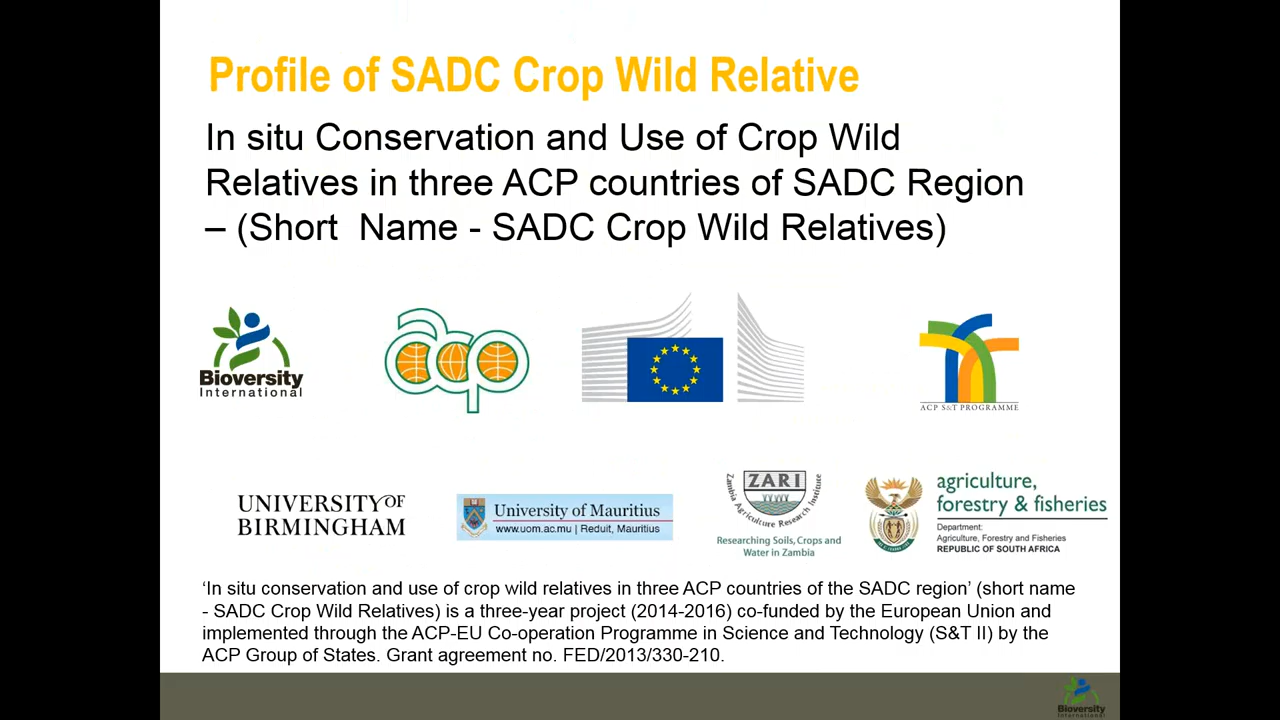 Profile of SADC Crop Wild Relative
In situ Conservation and Use of Crop Wild
Relatives in three ACP countries of SADC Region
– (Short  Name - SADC Crop Wild Relatives)
Bioversity
International
acp
ACP S&T PROGRAMME
UNIVERSITY OF
BIRMINGHAM
University of Mauritius
www.uom.ac.mu | Reduit, Mauritius
ZARI
Zambia Agriculture Research Institute
Researching Soils, Crops and
Water in Zambia
agriculture,
forestry & fisheries
Department:
Agriculture, Forestry and Fisheries
REPUBLIC OF SOUTH AFRICA
‘In situ conservation and use of crop wild relatives in three ACP countries of the SADC region’ (short name
- SADC Crop Wild Relatives) is a three-year project (2014-2016) co-funded by the European Union and
implemented through the ACP-EU Co-operation Programme in Science and Technology (S&T II) by the
ACP Group of States. Grant agreement no. FED/2013/330-210.
Bioversity
International